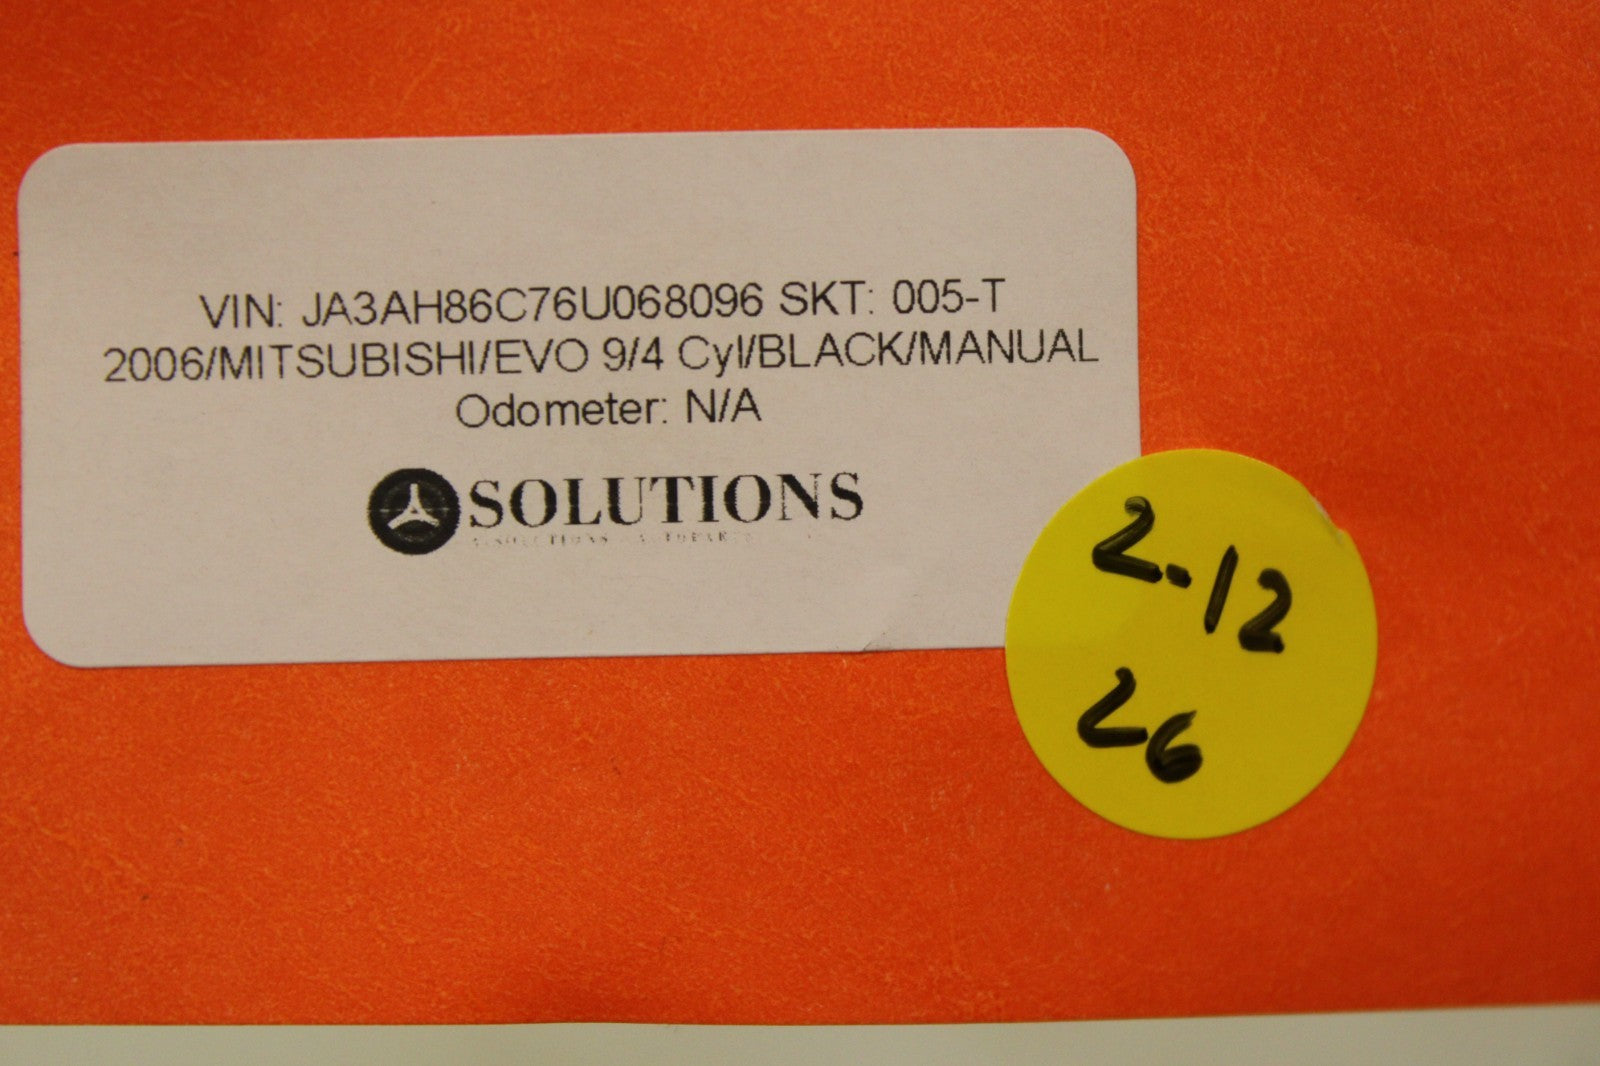 VIN: JA3AH86C76U068096 SKT: 005-T
2006/MITSUBISHI/EVO 9/4 Cyl/BLACK/MANUAL
Odometer: N/A
SOLUTIONS
2-12
26